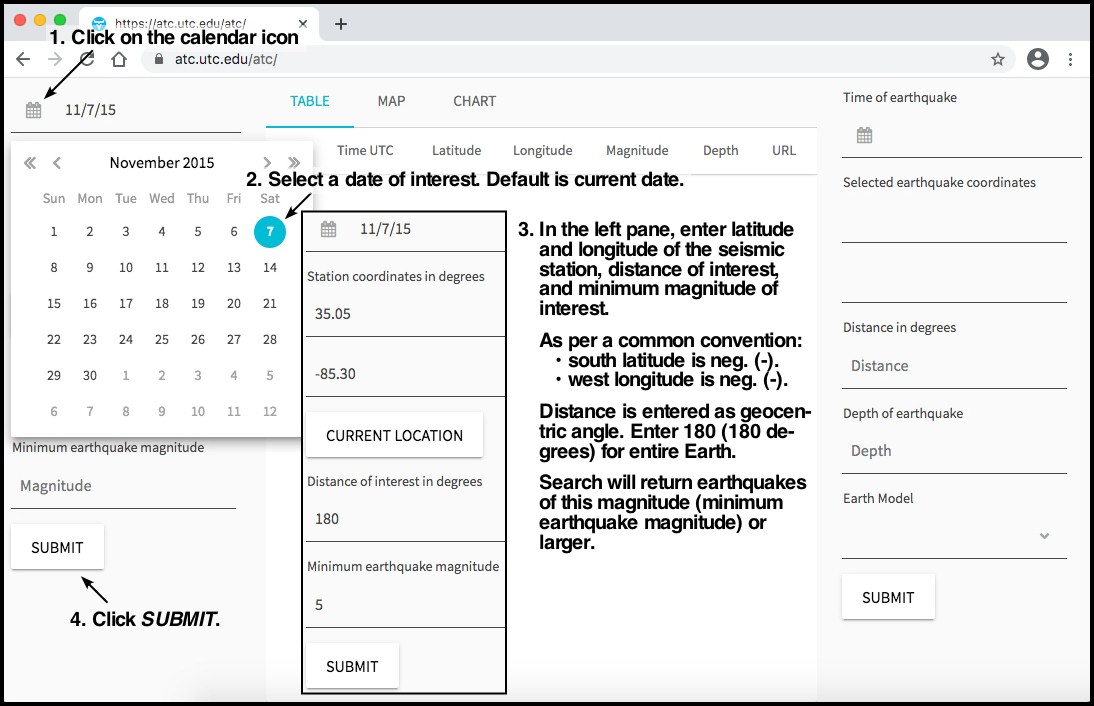 https://atc.utc.edu/atc/
1. Click on the calendar icon
atc.utc.edu/atc/
11/7/15
November 2015
Sun Mon Tue Wed Thu Fri Sat
1 2 3 4 5 6 7
8 9 10 11 12 13 14
15 16 17 18 19 20 21
22 23 24 25 26 27 28
29 30 1 2 3 4 5
6 7 8 9 10 11 12
Minimum earthquake magnitude
Magnitude
SUBMIT
4. Click SUBMIT.
TABLE MAP CHART
Time UTC Latitude Longitude Magnitude Depth URL
2. Select a date of interest. Default is current date.
11/7/15
Station coordinates in degrees
35.05
-85.30
CURRENT LOCATION
Distance of interest in degrees
180
Minimum earthquake magnitude
5
SUBMIT
3. In the left pane, enter latitude
and longitude of the seismic
station, distance of interest,
and minimum magnitude of
interest.
As per a common convention:
• south latitude is neg. (-).
• west longitude is neg. (-).
Distance is entered as geocen-
tric angle. Enter 180 (180 de-
grees) for entire Earth.
Search will return earthquakes
of this magnitude (minimum
earthquake magnitude) or
larger.
Time of earthquake
Selected earthquake coordinates
Distance in degrees
Distance
Depth of earthquake
Depth
Earth Model
SUBMIT